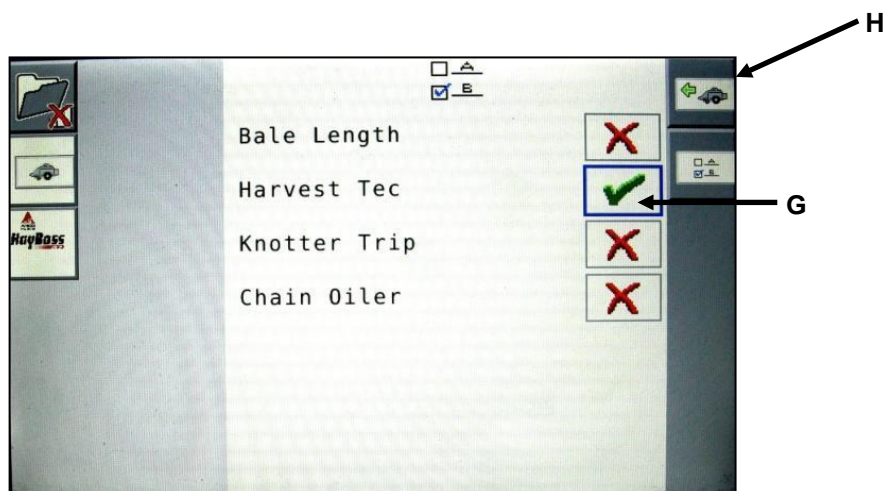 H
A
B
Bale Length
A
B
Harvest Tec
G
HayBoss
Knotter Trip
Chain Oiler